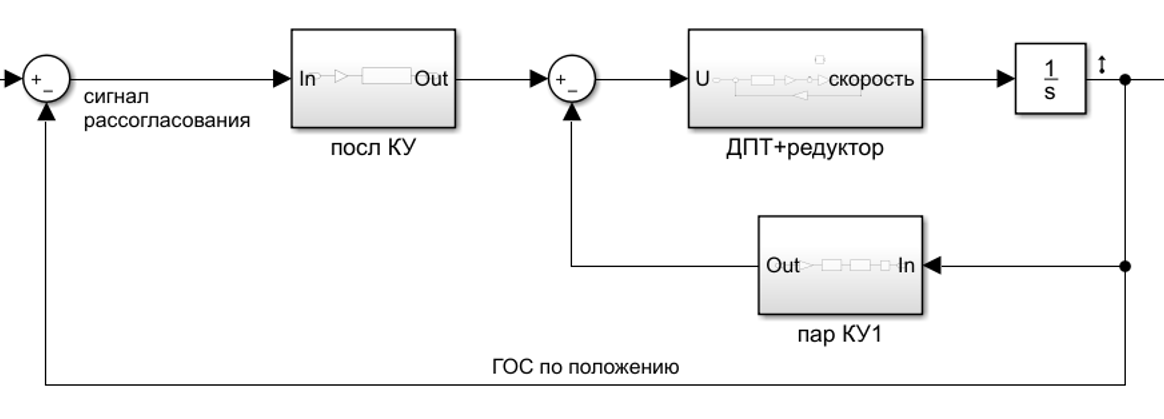 +
−
сигнал
рассогласования
In
Out
посл КУ
+
−
U
скорость
ДПТ+редуктор
1
s
Out
In
пар КУ1
ГОС по положению